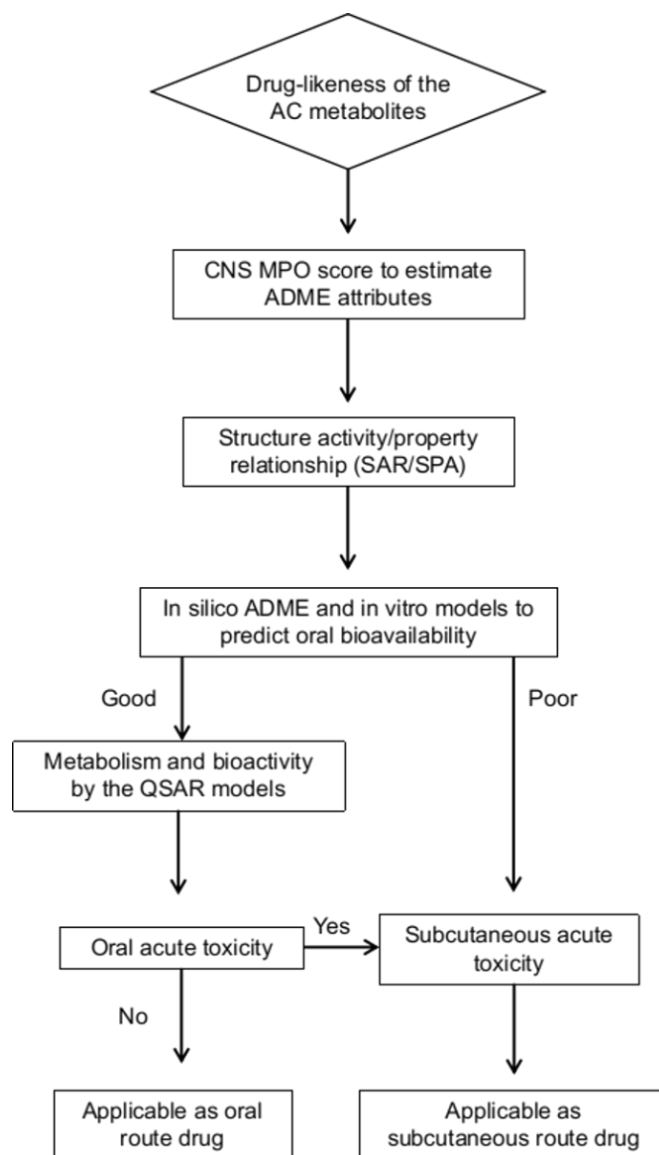 Drug-likeness of the
AC metabolites
CNS MPO score to estimate
ADME attributes
Structure activity/property
relationship (SAR/SPA)
In silico ADME and in vitro models to
predict oral bioavailability
Good
Poor
Metabolism and bioactivity
by the QSAR models
Oral acute toxicity
Yes
Subcutaneous acute
toxicity
No
Applicable as oral
route drug
Applicable as
subcutaneous route drug